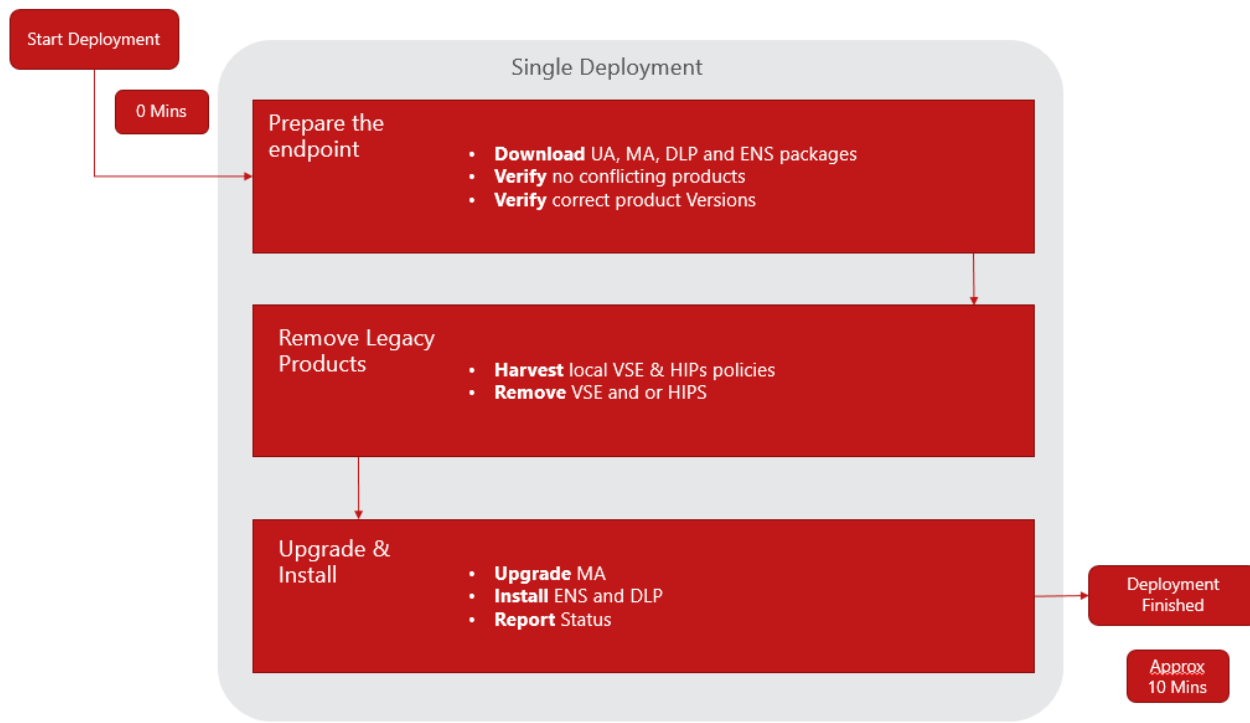 Start Deployment
0 Mins
Single Deployment
Prepare the
endpoint
• Download UA, MA, DLP and ENS packages
• Verify no conflicting products
• Verify correct product Versions
Remove Legacy
Products
• Harvest local VSE & HIPs policies
• Remove VSE and or HIPS
Upgrade &
Install
• Upgrade MA
• Install ENS and DLP
• Report Status
Deployment
Finished
Approx
10 Mins